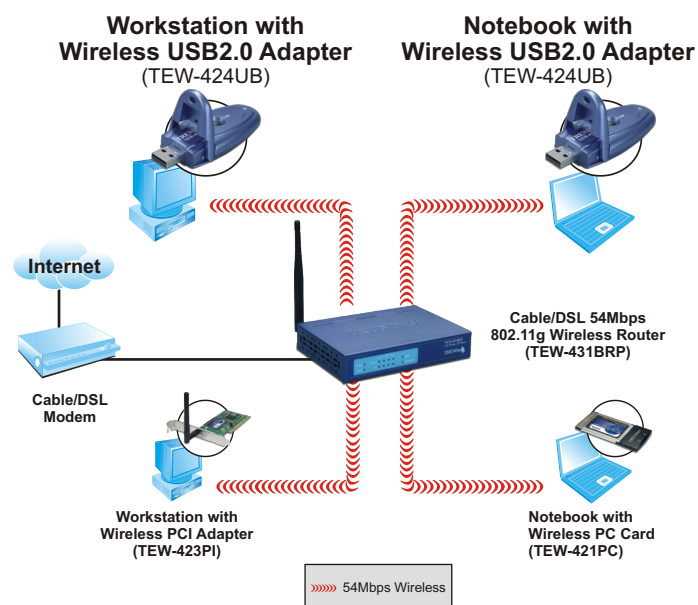 Workstation with
Wireless USB2.0 Adapter
(TEW-424UB)
Notebook with
Wireless USB2.0 Adapter
(TEW-424UB)
Internet
Cable/DSL 54Mbps
802.11g Wireless Router
(TEW-431BRP)
Cable/DSL
Modem
Workstation with
Wireless PCI Adapter
(TEW-423PI)
Notebook with
Wireless PC Card
(TEW-421PC)
54Mbps Wireless